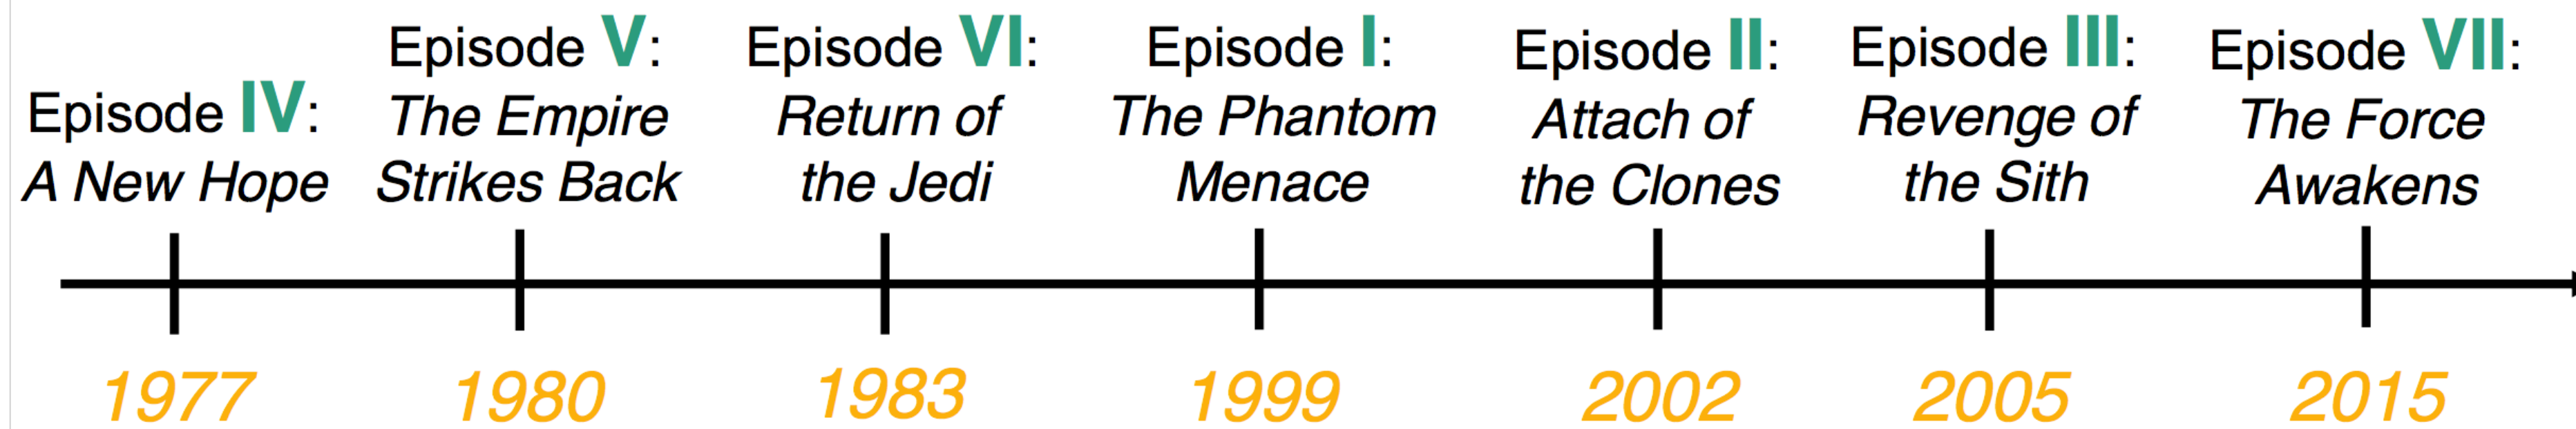 Episode IV:
A New Hope
Episode V:
The Empire
Strikes Back
Episode VI:
Return of
the Jedi
Episode I:
The Phantom
Menace
Episode II:
Attach of
the Clones
Episode III:
Revenge of
the Sith
Episode VII:
The Force
Awakens
1977
1980
1983
1999
2002
2005
2015